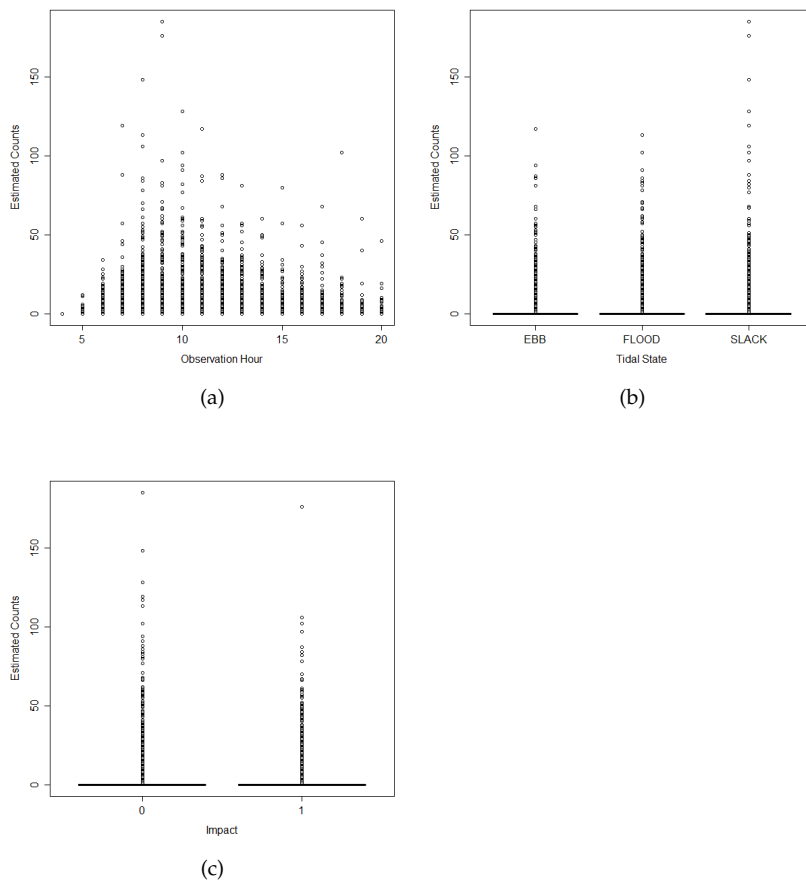 Estimated Counts
0 50 100 150
5 10 15 20
Observation Hour
(a)
Estimated Counts
0 50 100 150
EBB FLOOD SLACK
Tidal State
(b)
Estimated Counts
0 50 100 150
0 1
Impact
(c)